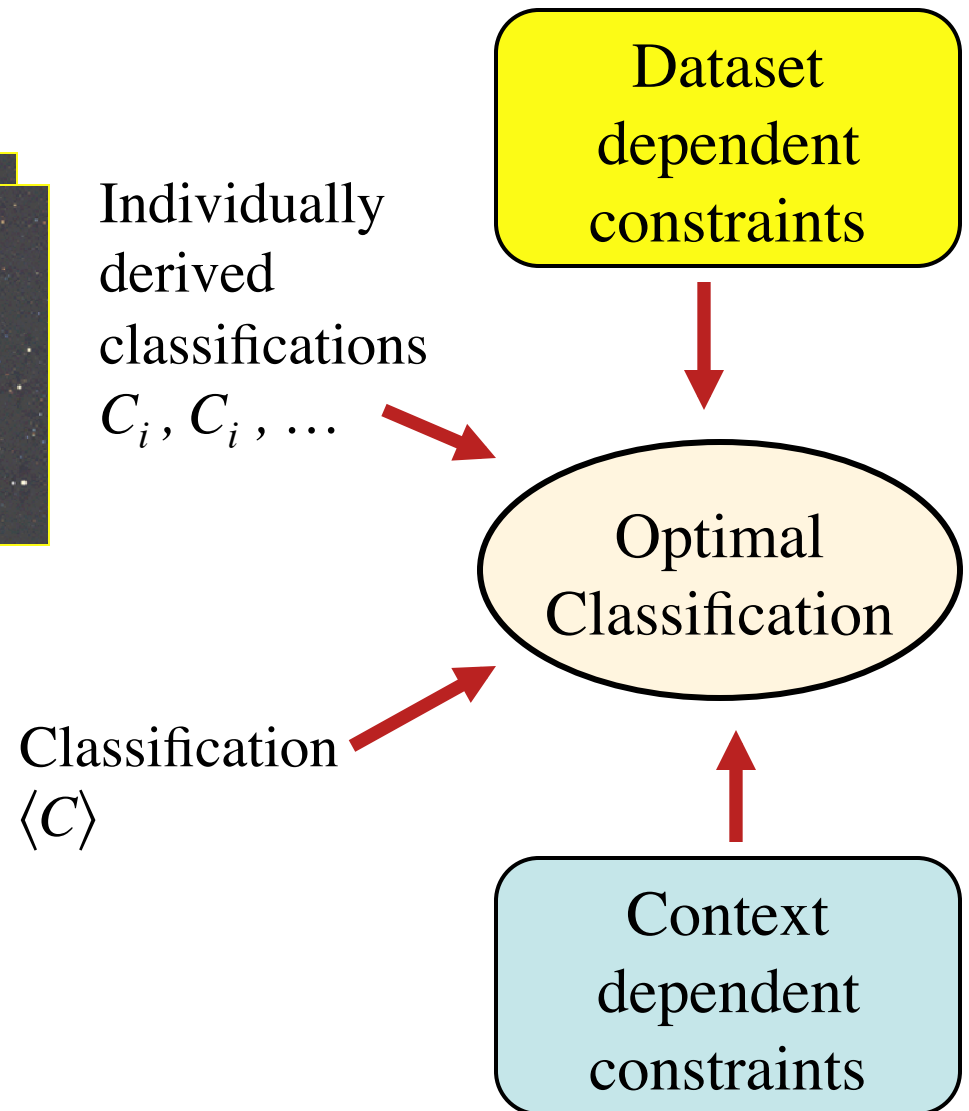 Dataset
dependent
constraints
Individually
derived
classifications
C_i , C_i , …
Optimal
Classification
Classification
⟨C⟩
Context
dependent
constraints